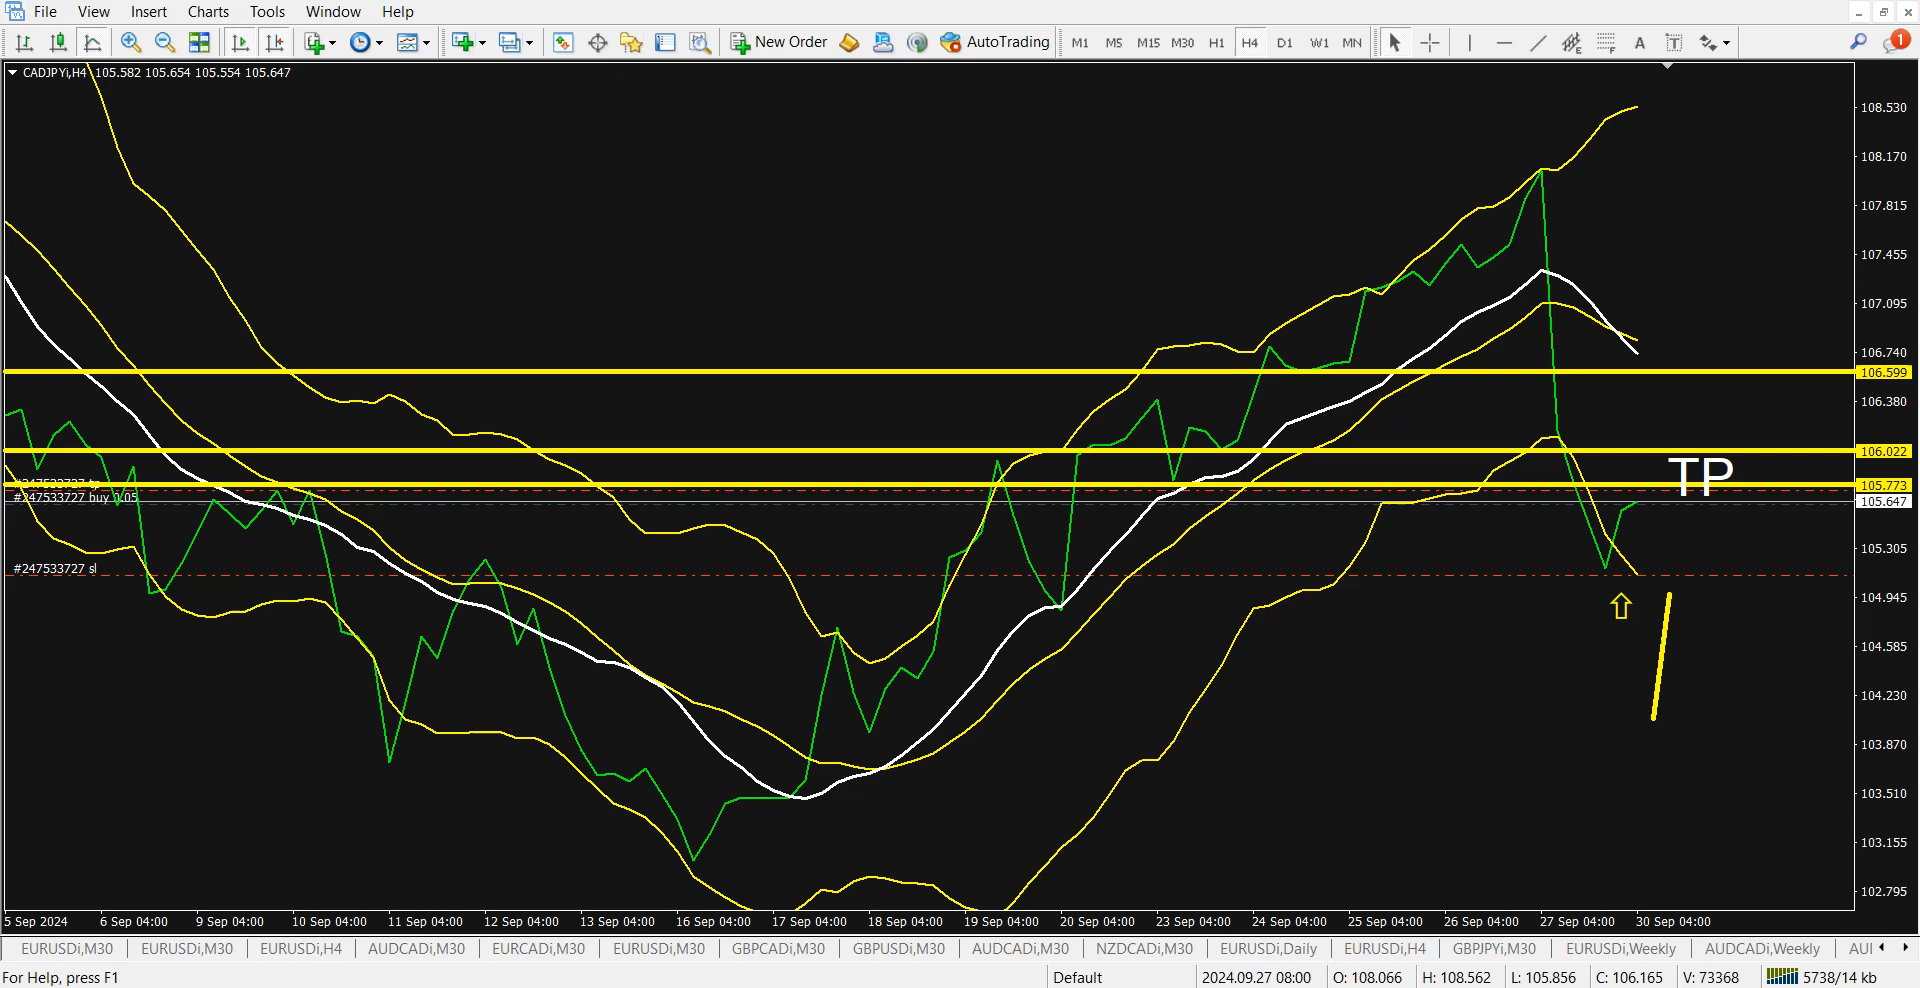 File View Insert Charts Tools Window Help
New Order AutoTrading M1 M5 M15 M30 H1 H4 D1 W1 MN A T 1
CADJPYi,H4 105.582 105.654 105.554 105.647
108.530
108.170
107.815
107.455
107.095
106.740
106.599
106.380
106.022
TP
#247533727 tp
105.773
#247533727 buy 0.05
105.647
105.305
#247533727 sl
104.945
104.585
104.230
103.870
103.510
103.155
102.795
5 Sep 2024 6 Sep 04:00 9 Sep 04:00 10 Sep 04:00 11 Sep 04:00 12 Sep 04:00 13 Sep 04:00 16 Sep 04:00 17 Sep 04:00 18 Sep 04:00 19 Sep 04:00 20 Sep 04:00 23 Sep 04:00 24 Sep 04:00 25 Sep 04:00 26 Sep 04:00 27 Sep 04:00 30 Sep 04:00
EURUSDi,M30 EURUSDi,M30 EURUSDi,H4 AUDCADi,M30 EURCADi,M30 EURUSDi,M30 GBPCADi,M30 GBPUSDi,M30 AUDCADi,M30 NZDCADi,M30 EURUSDi,Daily EURUSDi,H4 GBPJPYi,M30 EURUSDi,Weekly AUDCADi,Weekly AUI
For Help, press F1 Default 2024.09.27 08:00 O: 108.066 H: 108.562 L: 105.856 C: 106.165 V: 73368 5738/14 kb